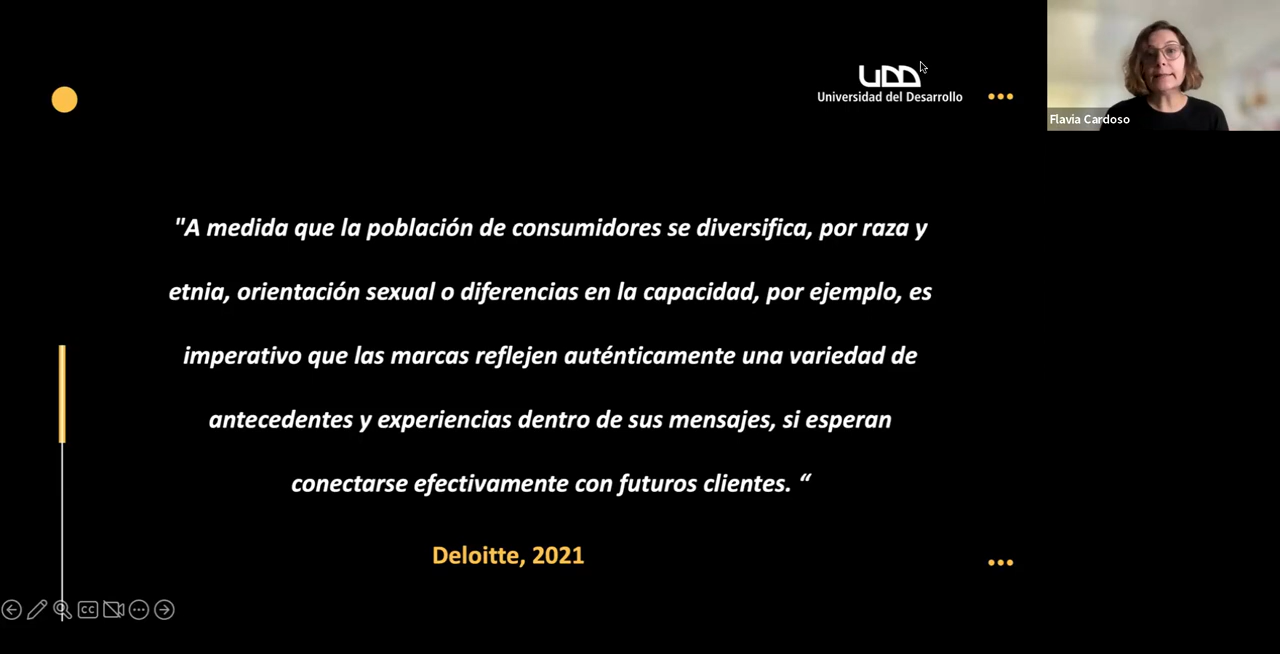 UDD
Universidad del Desarrollo
Flavia Cardoso
"A medida que la población de consumidores se diversifica, por raza y
etnia, orientación sexual o diferencias en la capacidad, por ejemplo, es
imperativo que las marcas reflejen auténticamente una variedad de
antecedentes y experiencias dentro de sus mensajes, si esperan
conectarse efectivamente con futuros clientes. “
Deloitte, 2021
CC